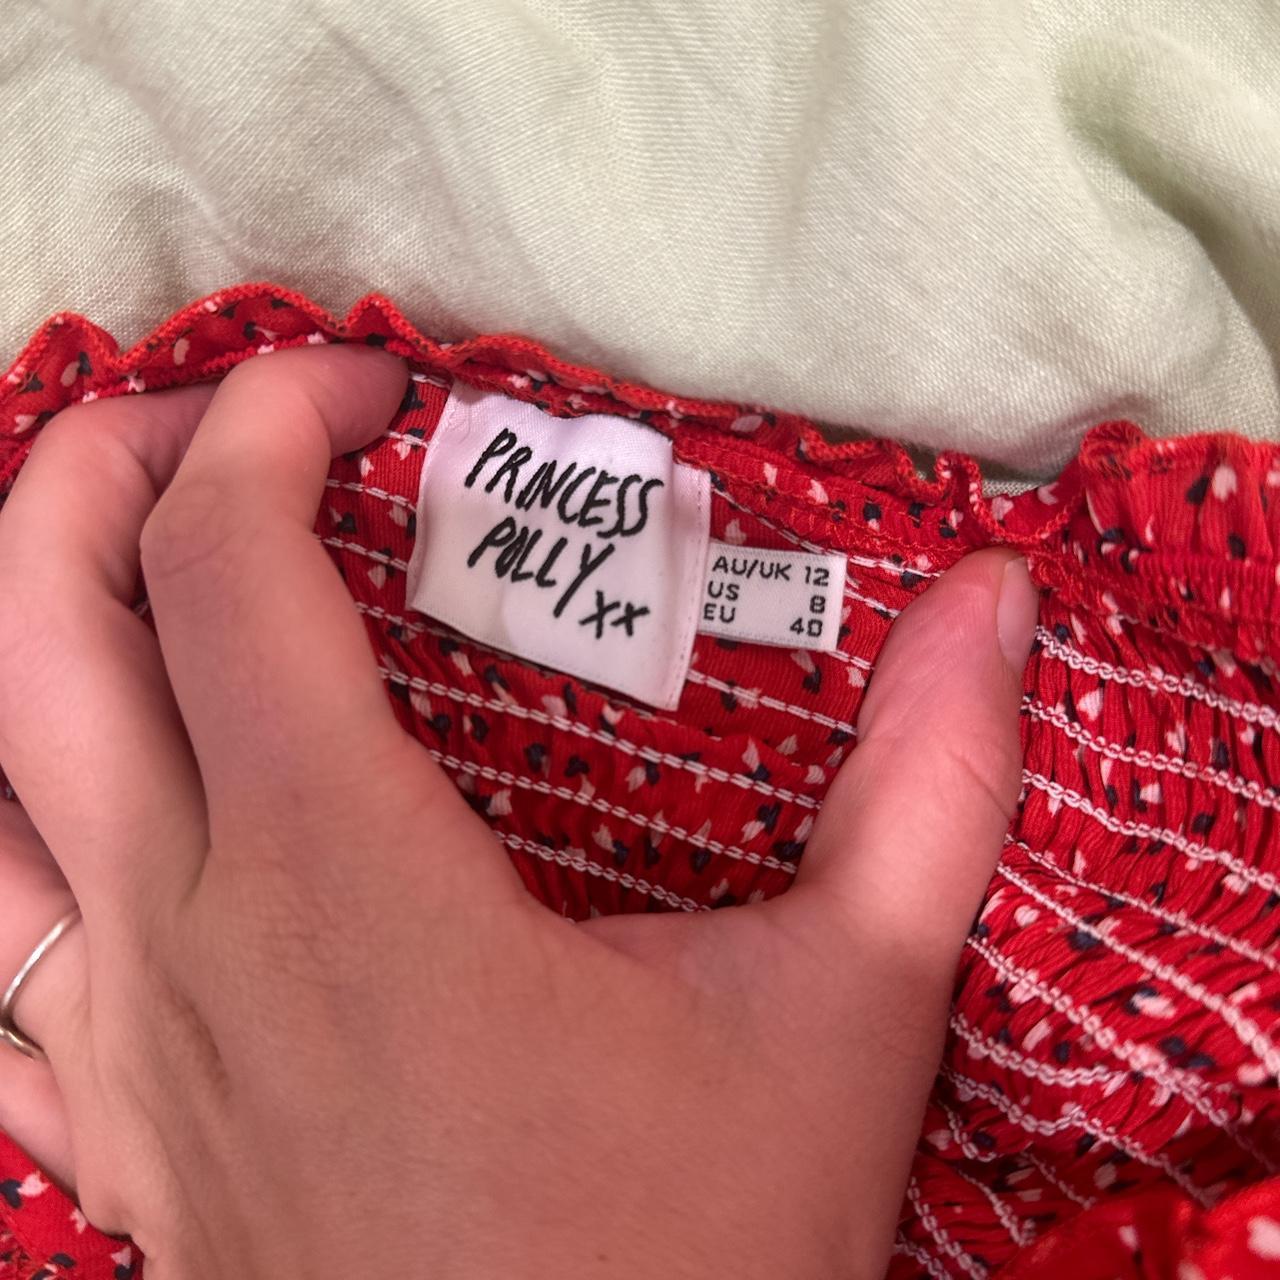 PRINCESS
POLLY xx
AU/UK 12
US 8
EU 40